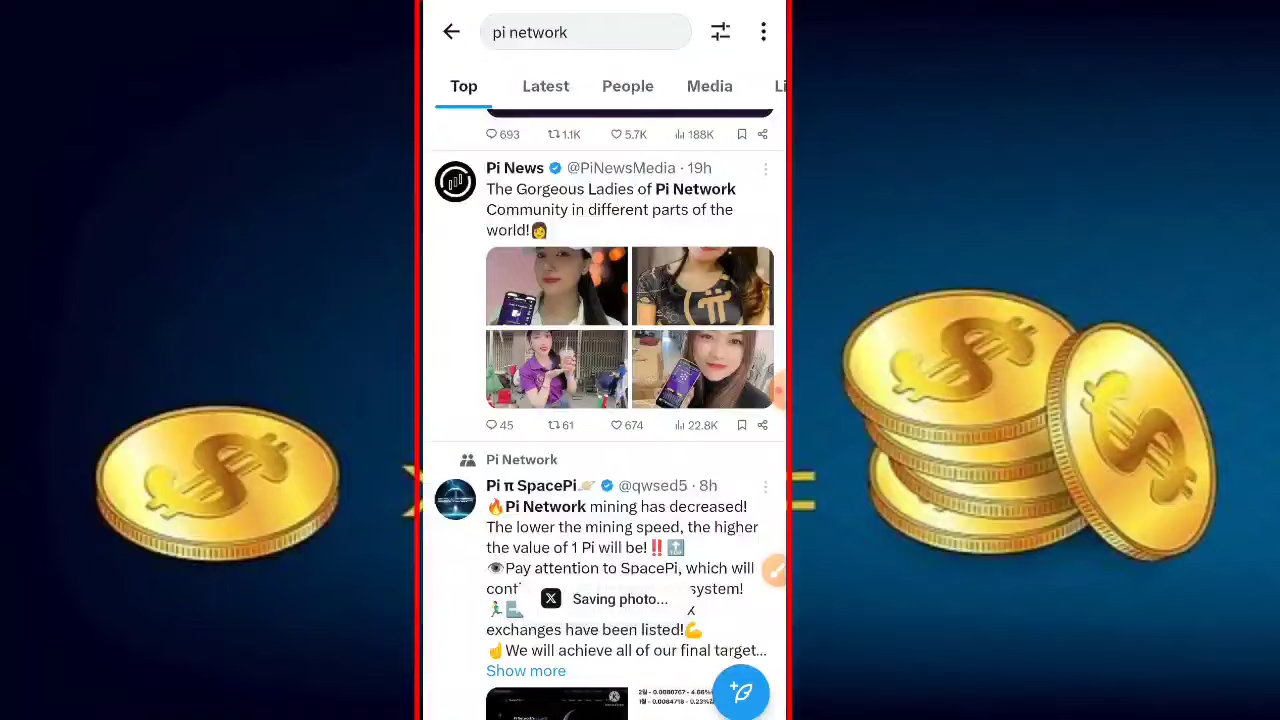 pi network
Top Latest People Media Li
693 1.1K 5.7K 188K
Pi News @PiNewsMedia · 19h
The Gorgeous Ladies of Pi Network
Community in different parts of the
world!👩
45 61 674 22.8K
Pi Network
Pi π SpacePi🪐 @qwsed5 · 8h
🔥Pi Network mining has decreased!
The lower the mining speed, the higher
the value of 1 Pi will be!‼️🔝
👁Pay attention to SpacePi, which will
system!
Saving photo...
exchanges have been listed!💪
☝️We will achieve all of our final target...
Show more